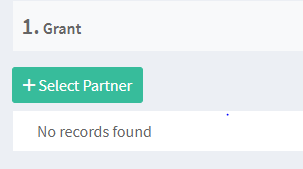 1. Grant
+ Select Partner
No records found